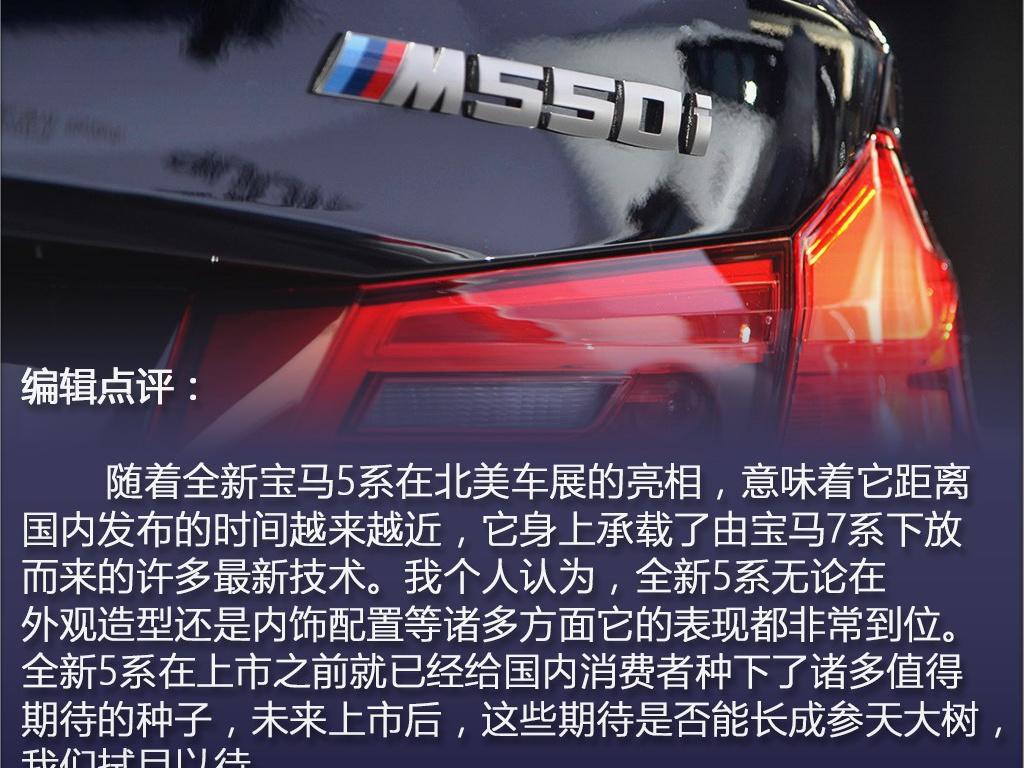 M550i
编辑点评：
随着全新宝马5系在北美车展的亮相，意味着它距离
国内发布的时间越来越近，它身上承载了由宝马7系下放
而来的许多最新技术。我个人认为，全新5系无论在
外观造型还是内饰配置等诸多方面它的表现都非常到位。
全新5系在上市之前就已经给国内消费者种下了诸多值得
期待的种子，未来上市后，这些期待是否能长成参天大树，
我们拭目以待